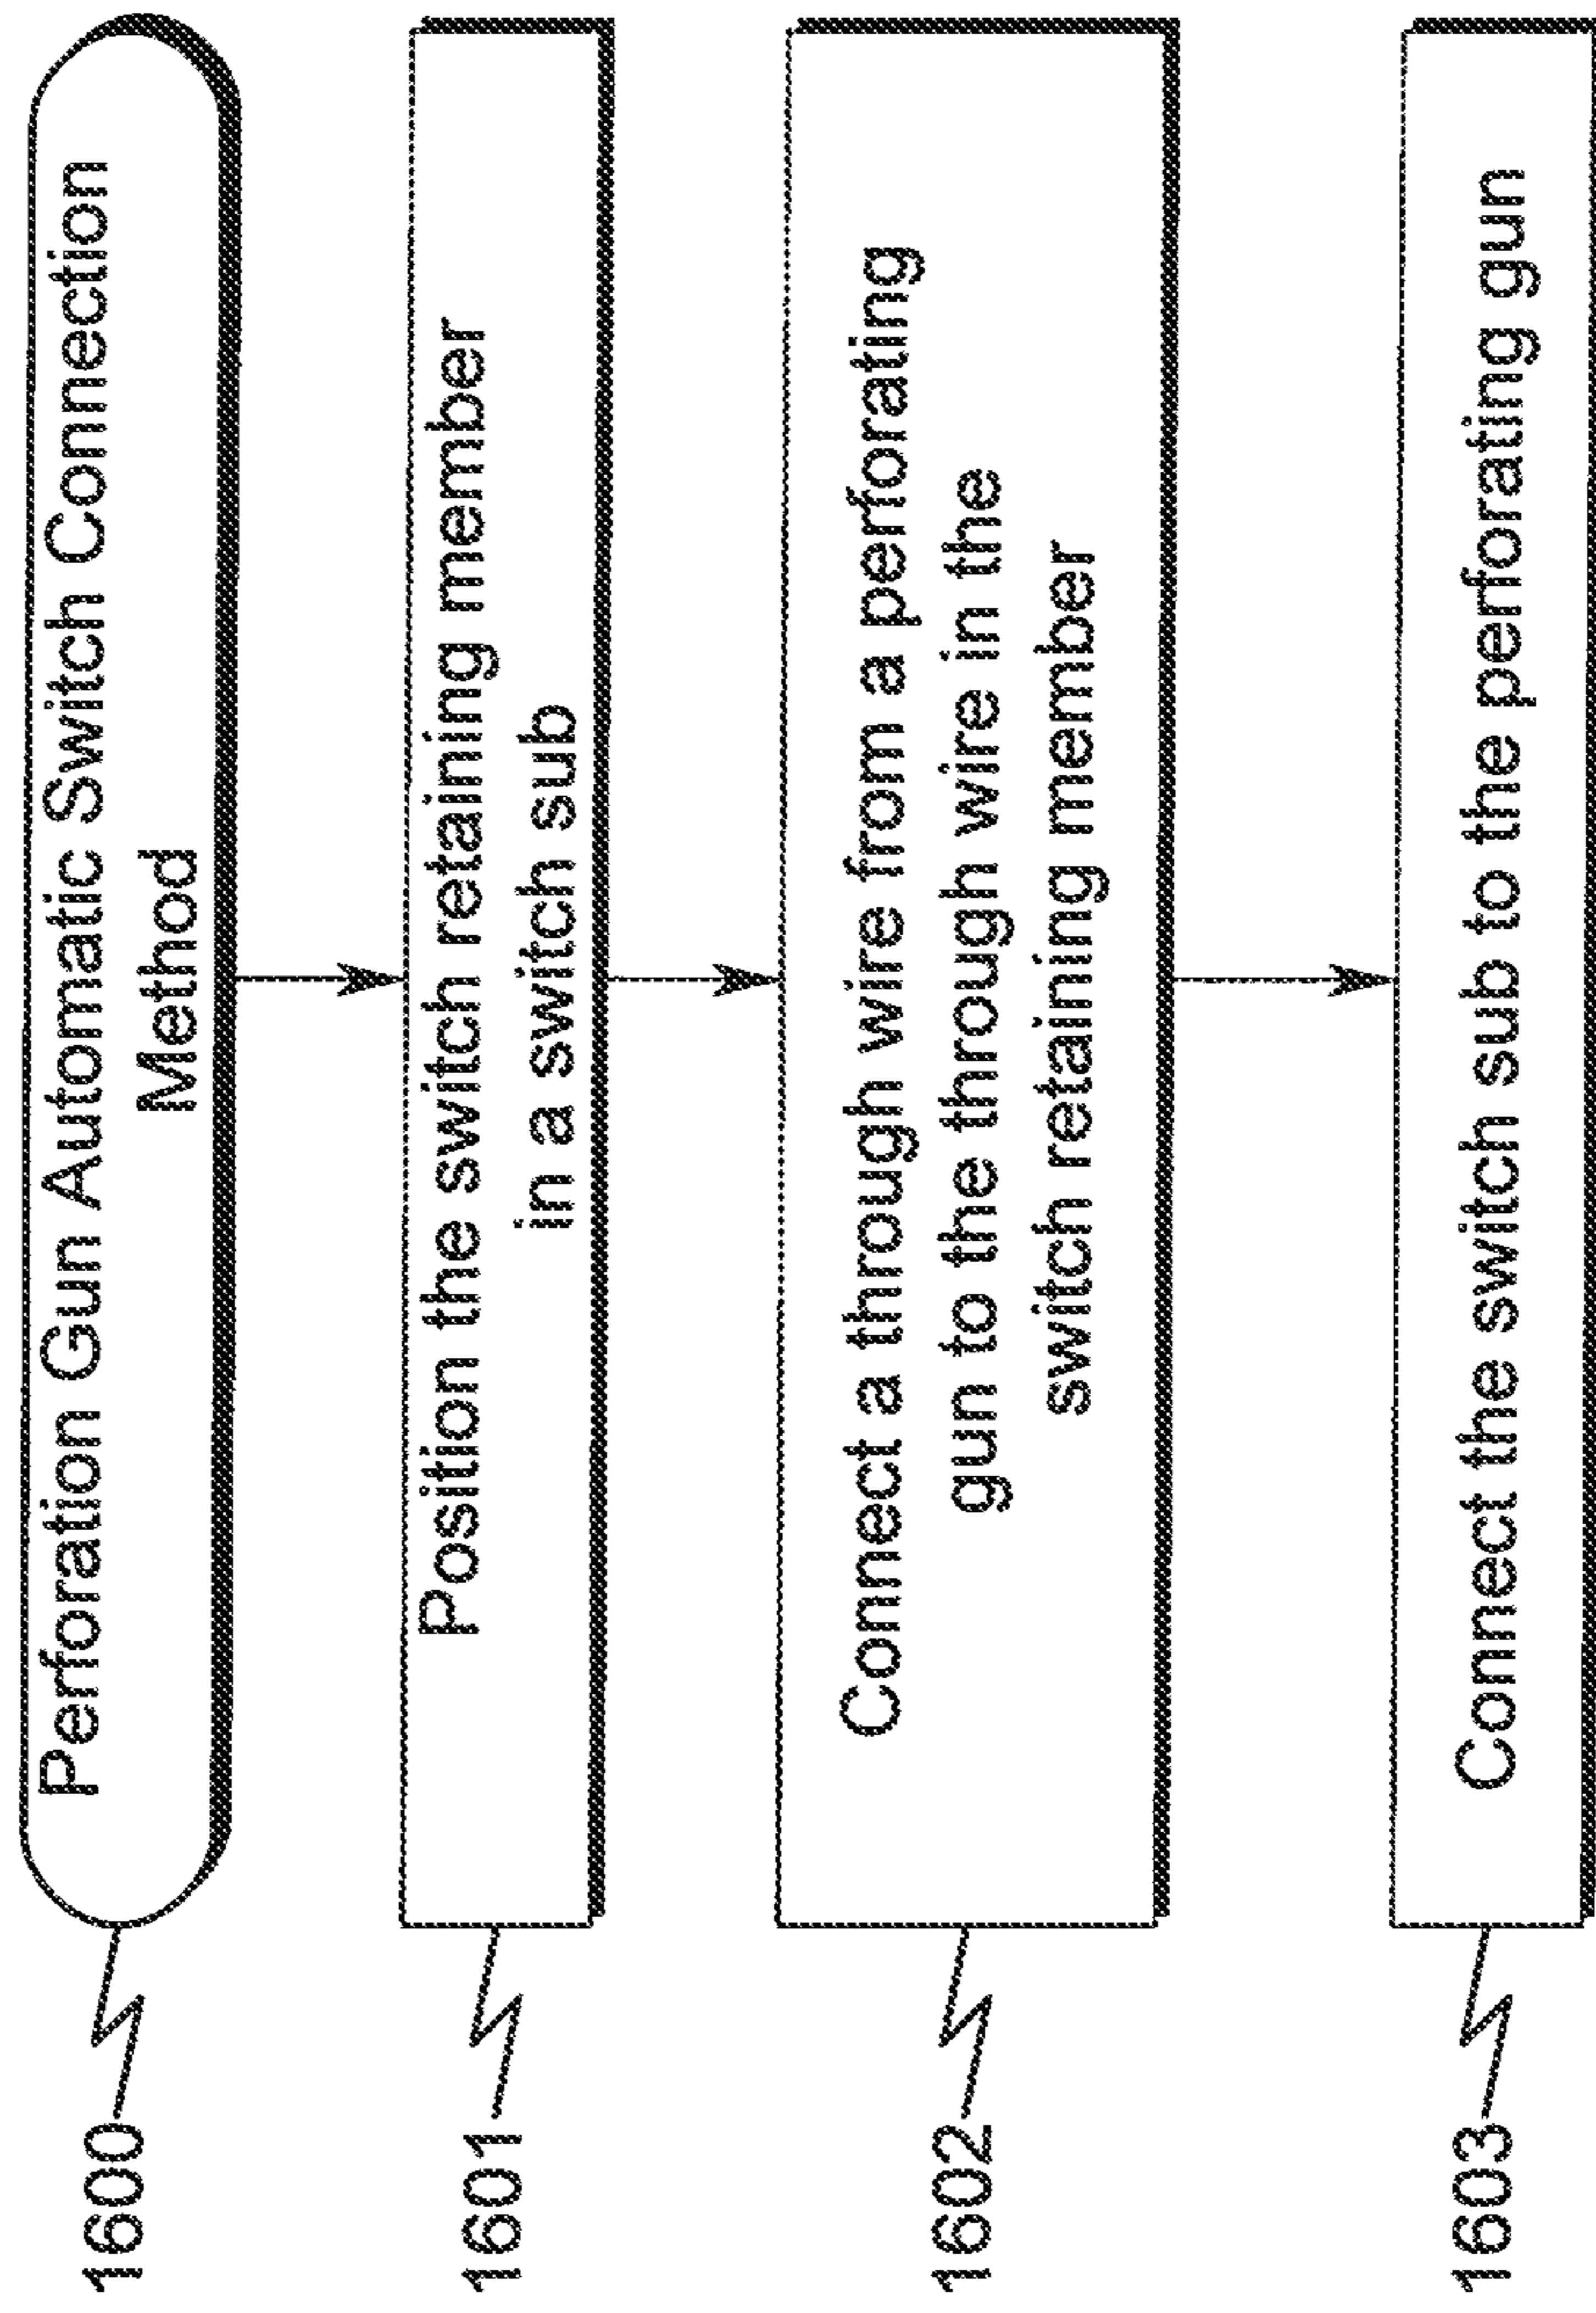 1600
Perforation Gun Automatic Switch Connection
Method
1601
Position the switch retaining member
in a switch sub
1602
Connect a through wire from a perforating
gun to the through wire in the
switch retaining member
1603
Connect the switch sub to the perforating gun